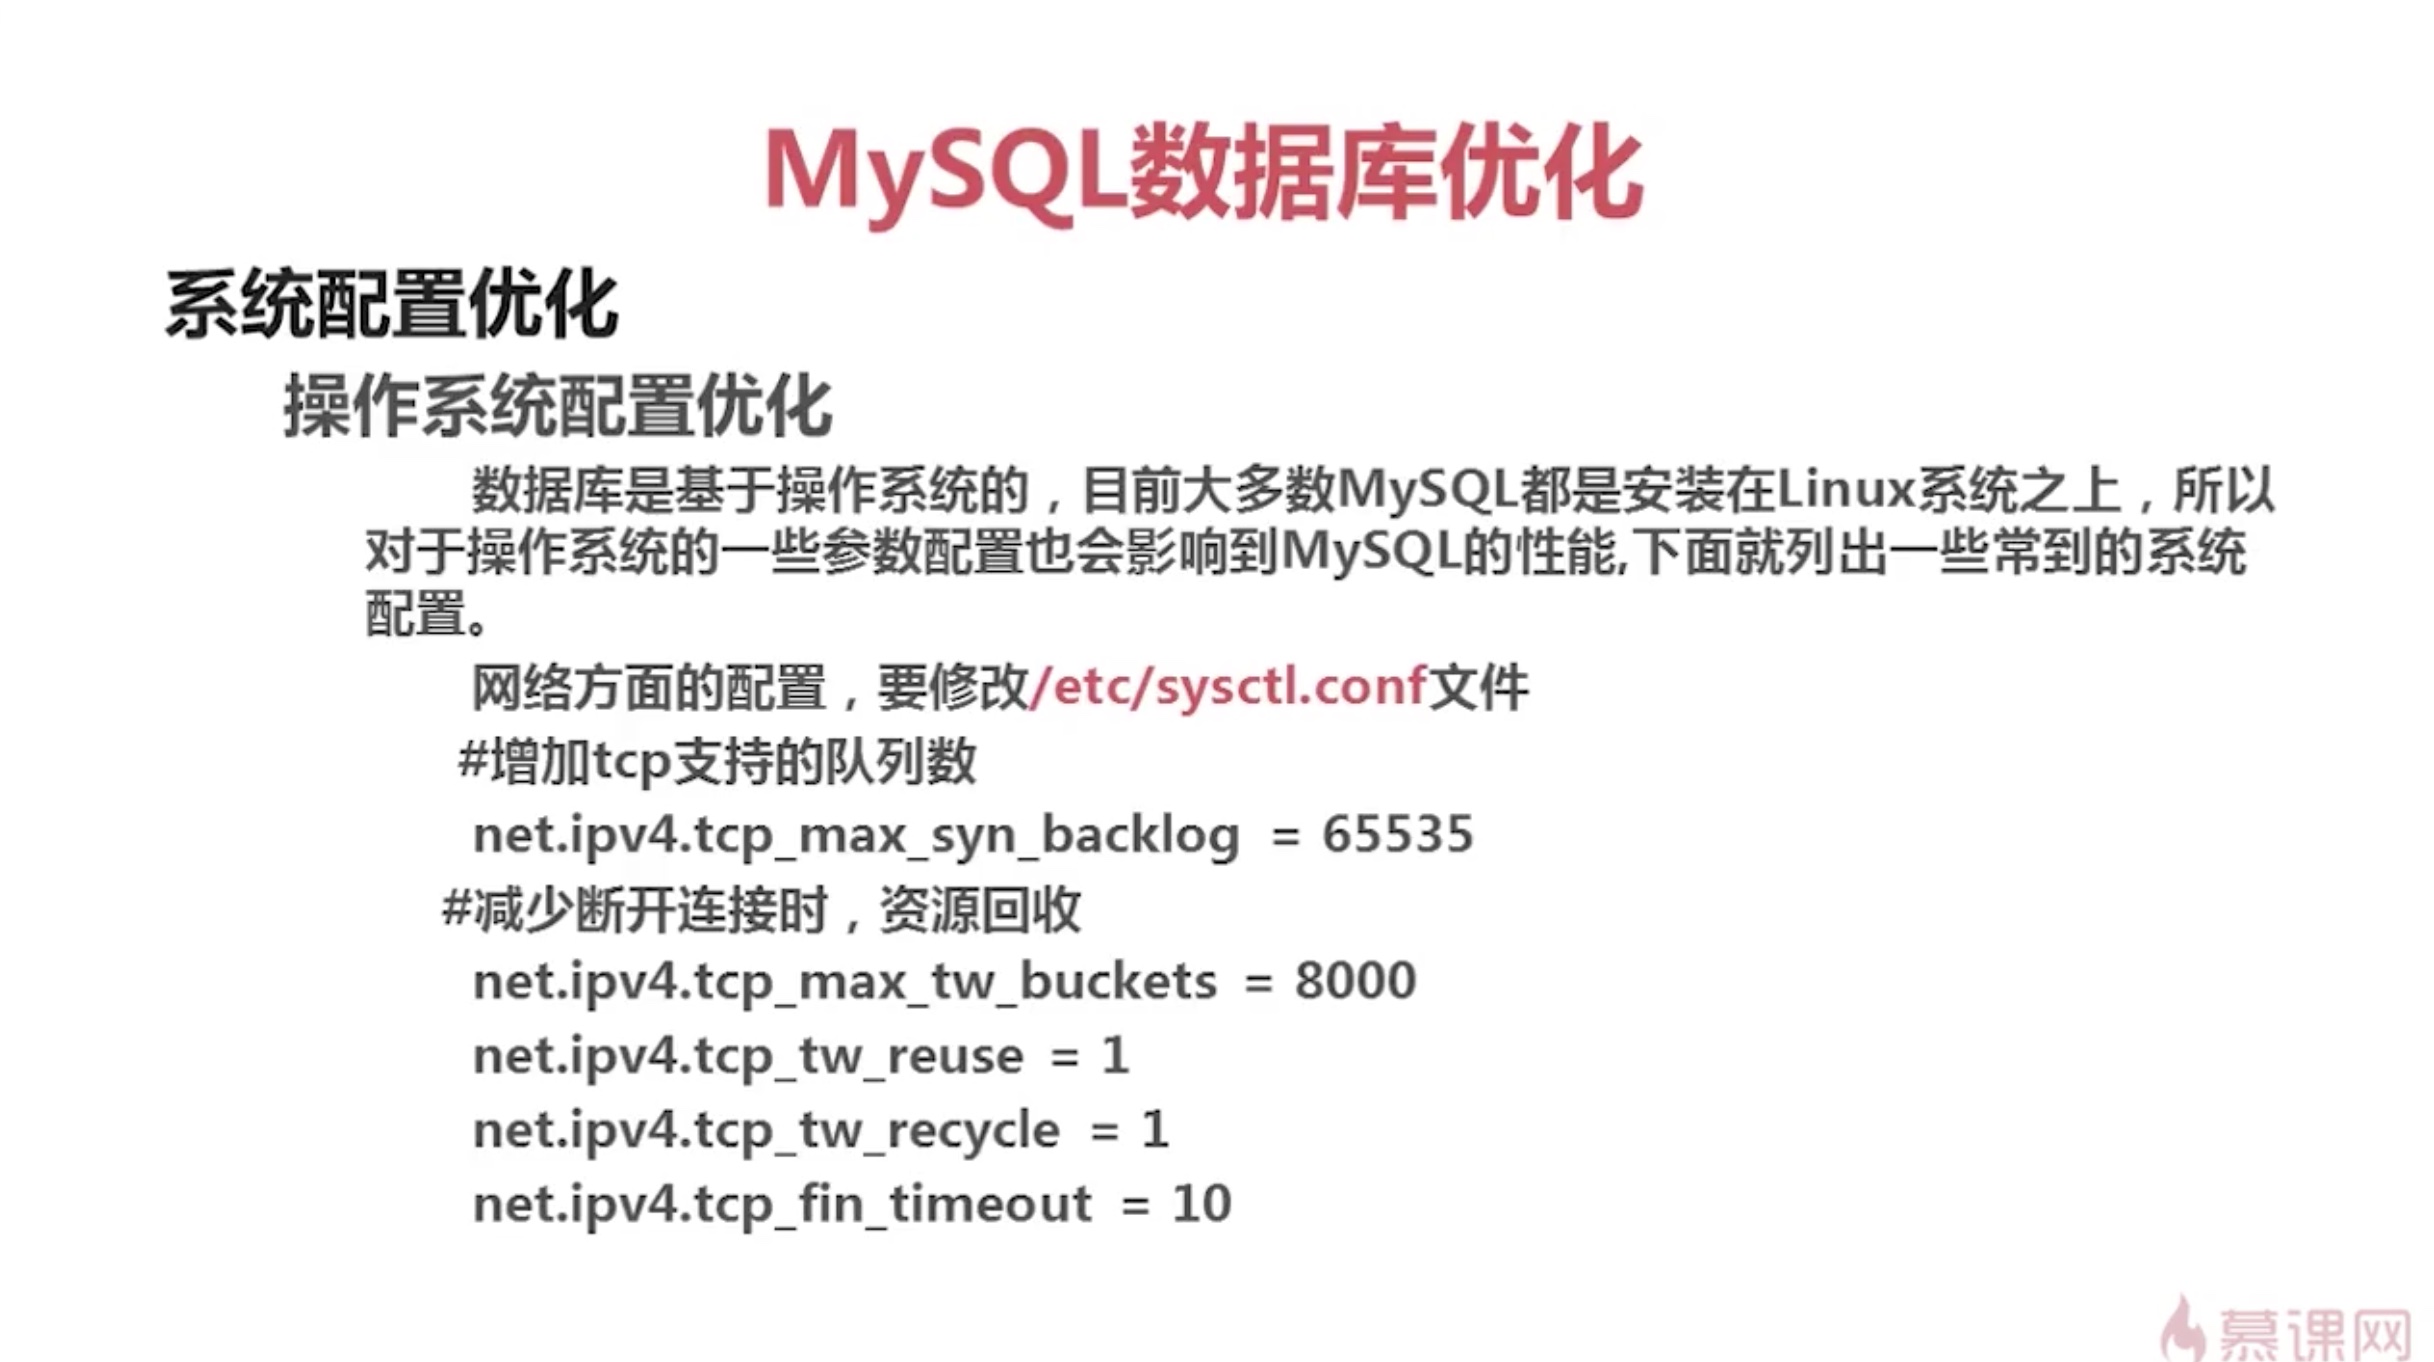 MySQL数据库优化
系统配置优化
操作系统配置优化
数据库是基于操作系统的，目前大多数MySQL都是安装在Linux系统之上，所以
对于操作系统的一些参数配置也会影响到MySQL的性能,下面就列出一些常到的系统
配置。
网络方面的配置，要修改/etc/sysctl.conf文件
#增加tcp支持的队列数
net.ipv4.tcp_max_syn_backlog = 65535
#减少断开连接时，资源回收
net.ipv4.tcp_max_tw_buckets = 8000
net.ipv4.tcp_tw_reuse = 1
net.ipv4.tcp_tw_recycle = 1
net.ipv4.tcp_fin_timeout = 10
慕课网